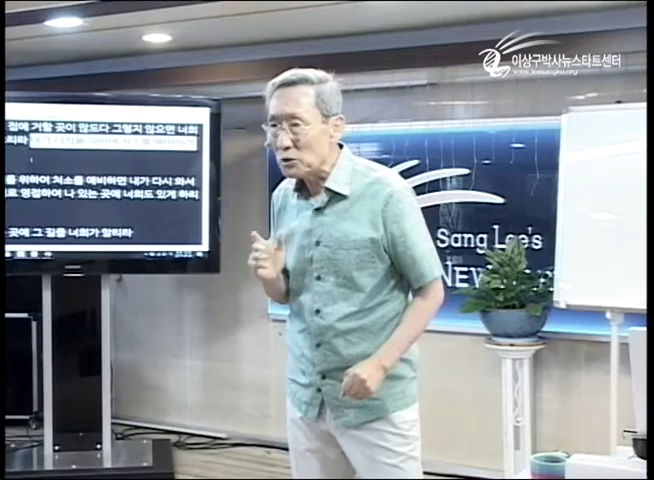 이상구박사뉴스타트센터
www.leesangku.org
집에 거할 곳이 많도다 그렇지 않으면 너희
를 위하여 처소를 예비하면 내가 다시 와서
로 영접하여 나 있는 곳에 너희도 있게 하리
는 곳에 그 길을 너희가 알리라
Sang Lee's
NEW